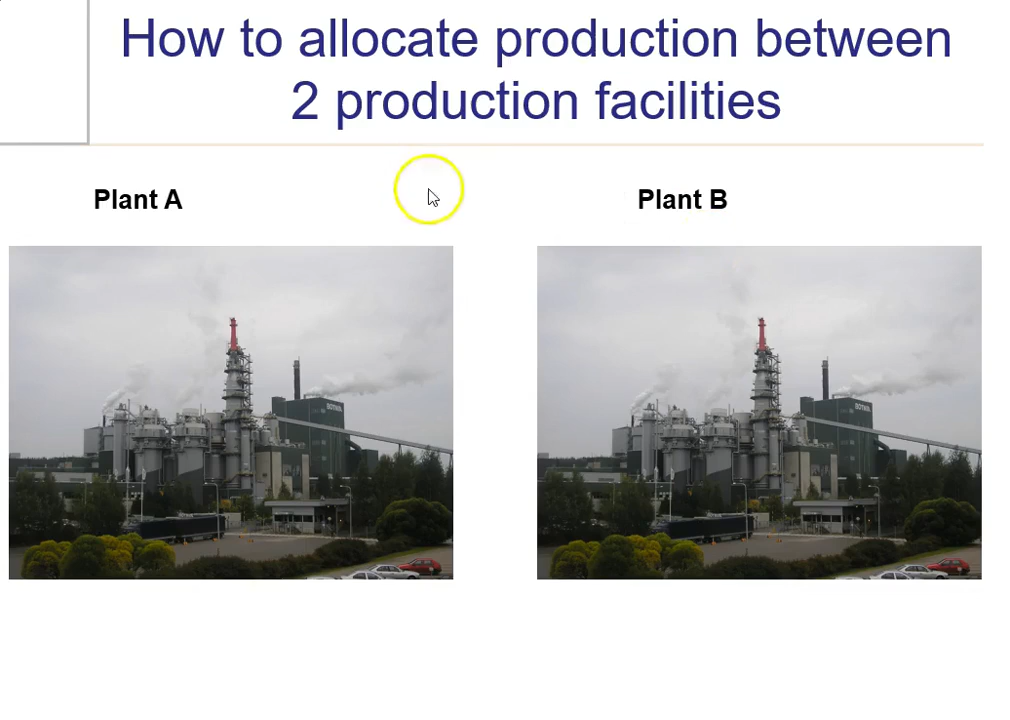 How to allocate production between
2 production facilities
Plant A
Plant B